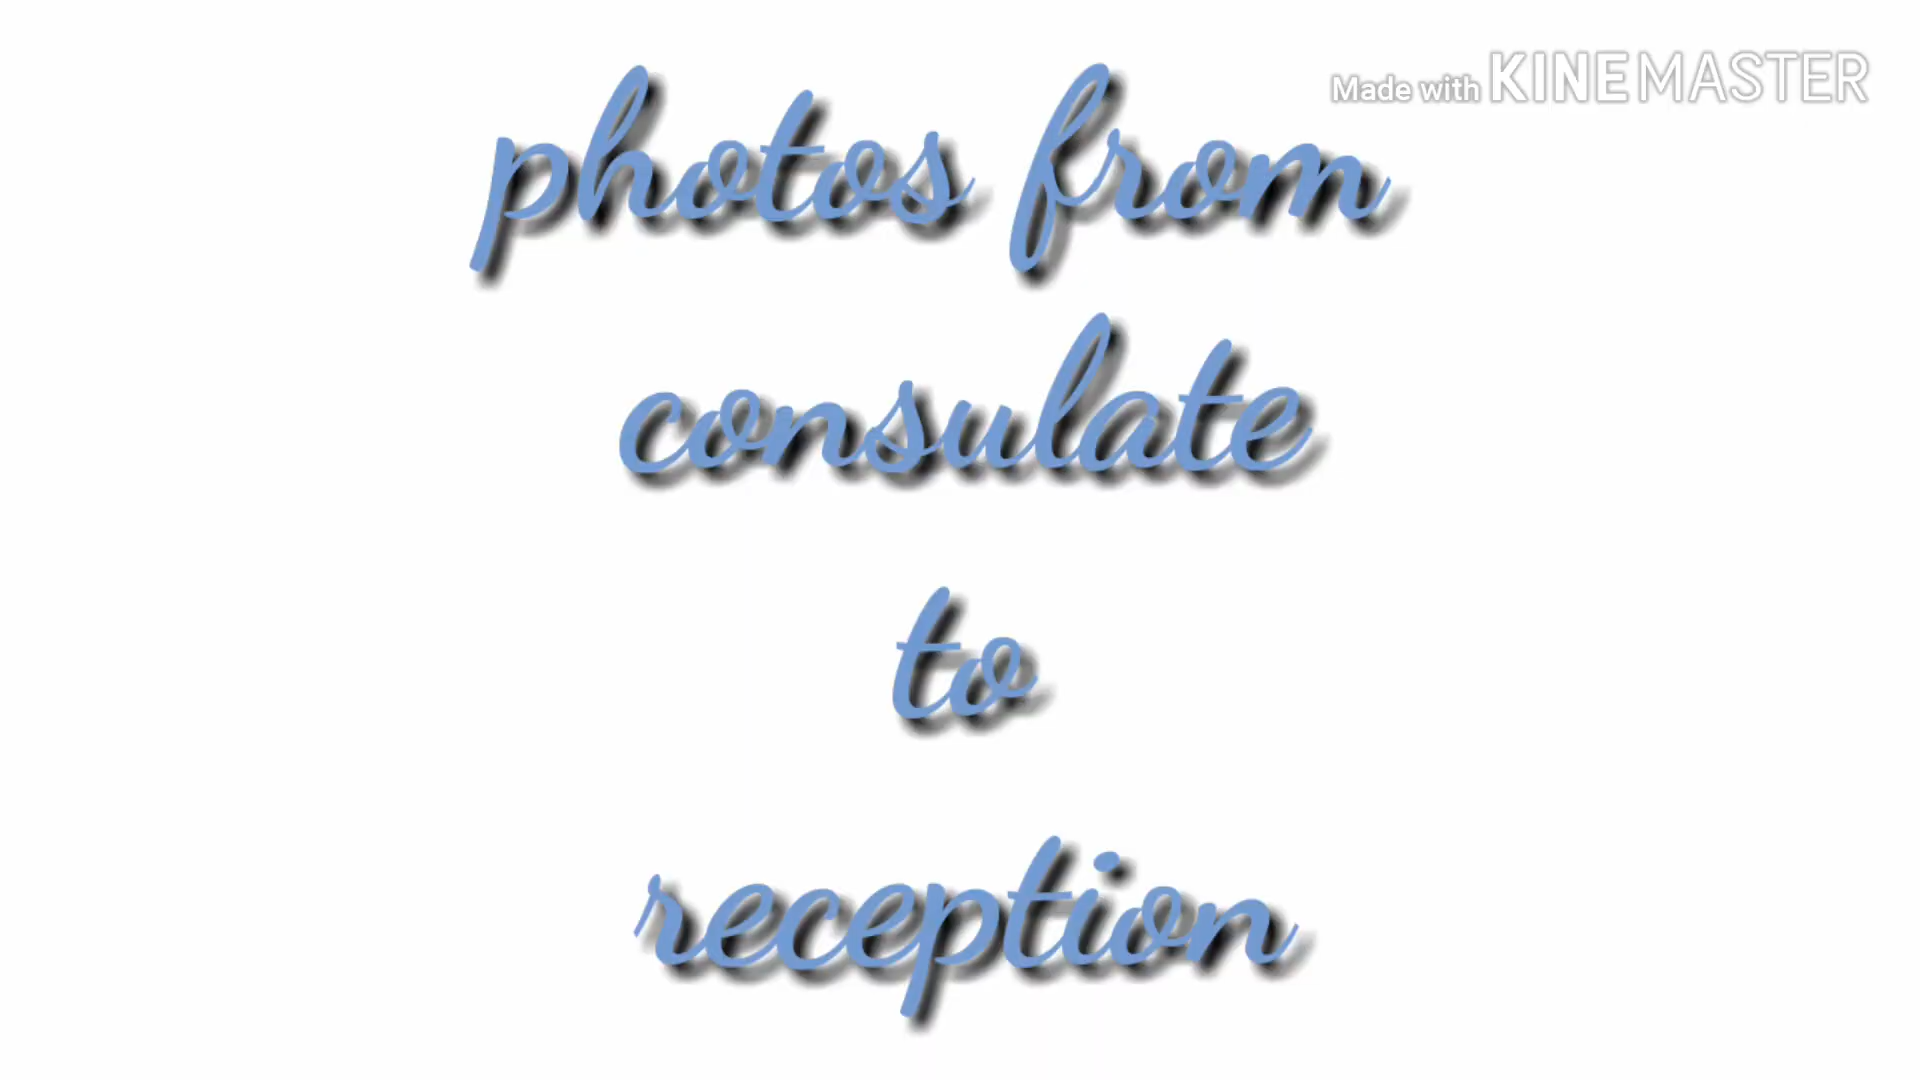 Made with KINEMASTER
photos from
consulate
to
reception